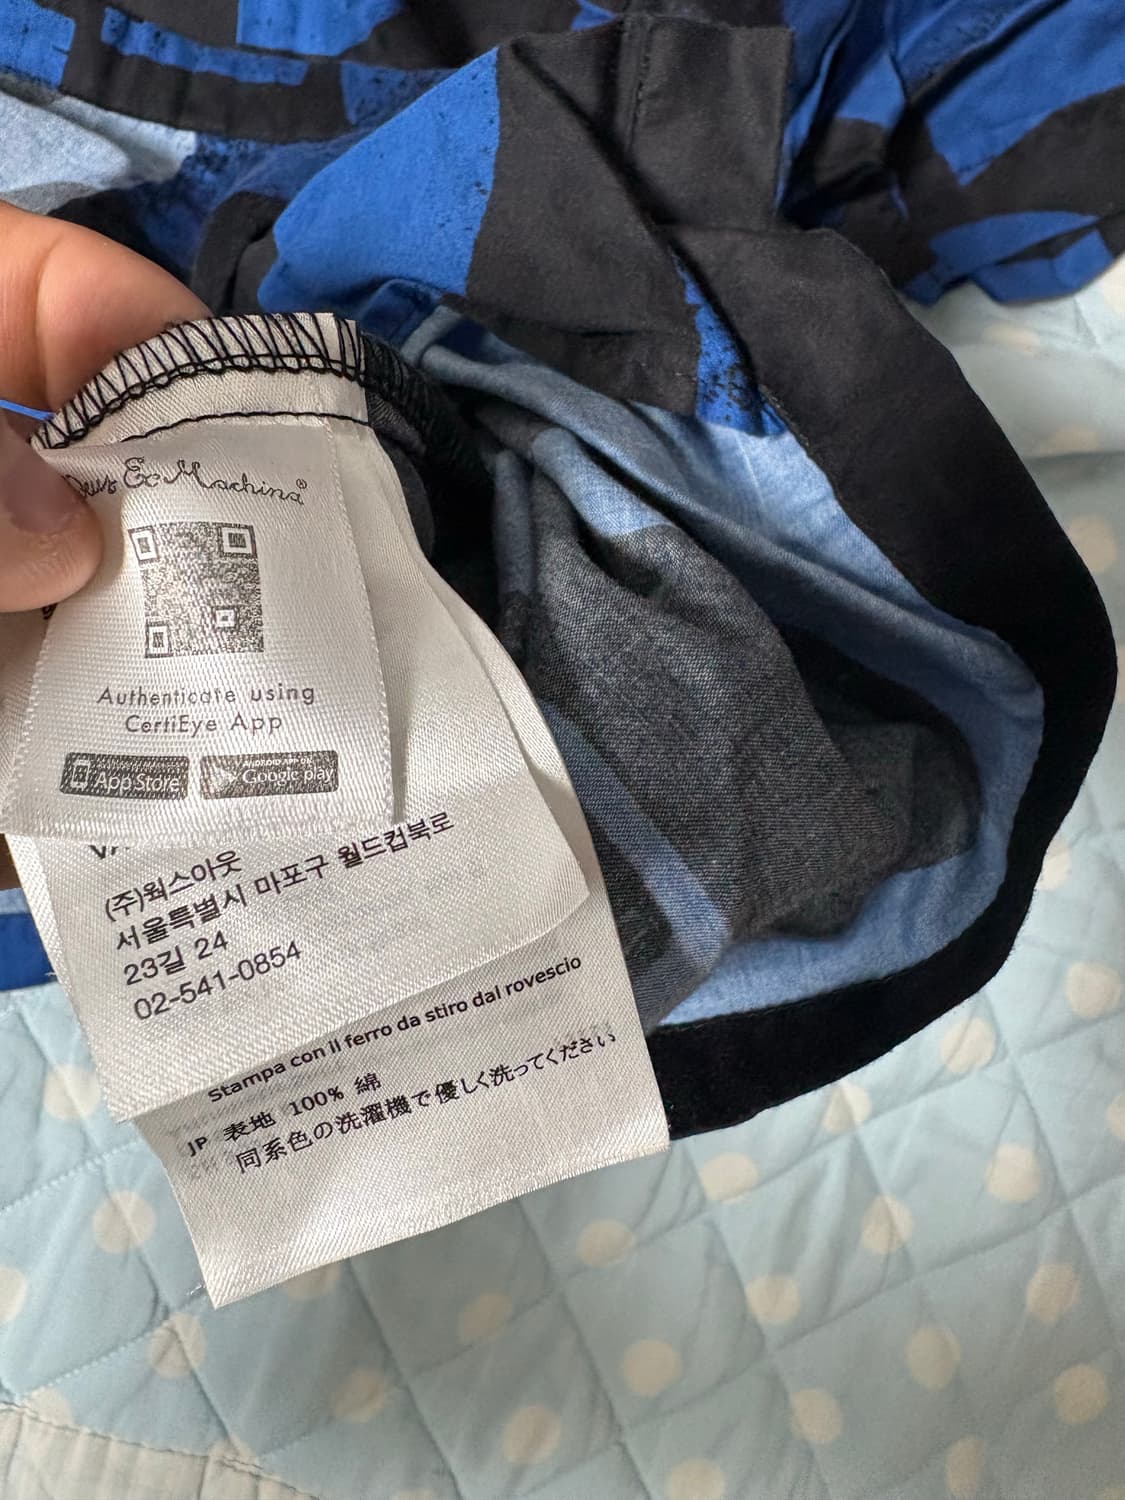 Deus Ex Machina®
Authenticate using
CertiEye App
App Store
ANDROID APP ON
Google play
(주)웍스아웃
서울특별시 마포구 월드컵북로
23길 24
02-541-0854
Stampa con il ferro da stiro dal rovescio
JP 表地 100% 綿
同系色の洗濯機で優しく洗ってください